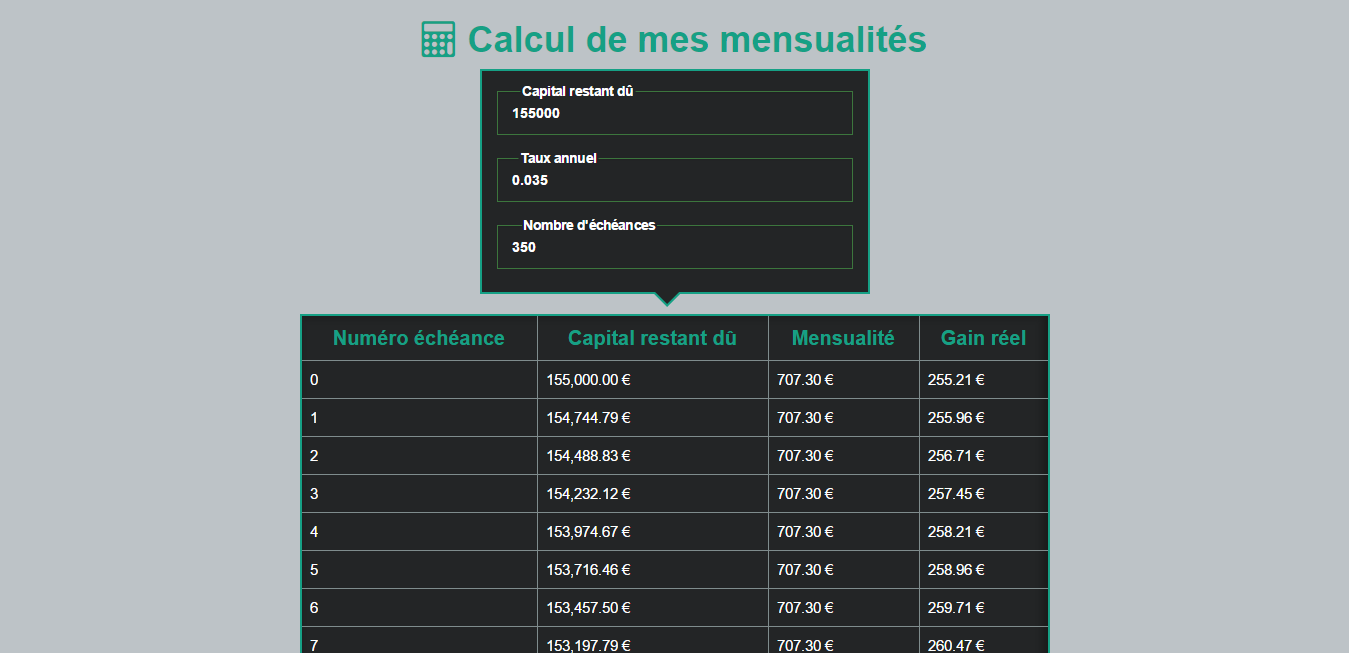 Calcul de mes mensualités
Capital restant dû
155000
Taux annuel
0.035
Nombre d'échéances
350
Numéro échéance Capital restant dû Mensualité Gain réel
0 155,000.00 € 707.30 € 255.21 €
1 154,744.79 € 707.30 € 255.96 €
2 154,488.83 € 707.30 € 256.71 €
3 154,232.12 € 707.30 € 257.45 €
4 153,974.67 € 707.30 € 258.21 €
5 153,716.46 € 707.30 € 258.96 €
6 153,457.50 € 707.30 € 259.71 €
7 153,197.79 € 707.30 € 260.47 €